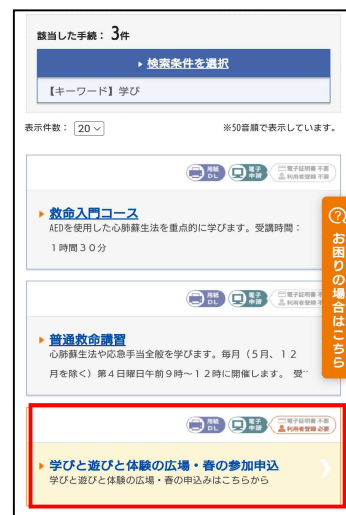 該当した手続： 3件
検索条件を選択
【キーワード】学び
表示件数： 20 ※50音順で表示しています。
用紙DL 電子申請 電子証明書 不要 利用者登録 不要
救命入門コース
AEDを使用した心肺蘇生法を重点的に学びます。受講時間：
１時間３０分
お困りの場合はこちら
用紙DL 電子申請 電子証明書 不 利用者登録 不
普通救命講習
心肺蘇生法や応急手当全般を学びます。毎月（５月、１２
月を除く）第４日曜日午前９時～１２時に開催します。 受…
用紙DL 電子申請 電子証明書 不要 利用者登録 必要
学びと遊びと体験の広場・春の参加申込
学びと遊びと体験の広場・春の申込みはこちらから